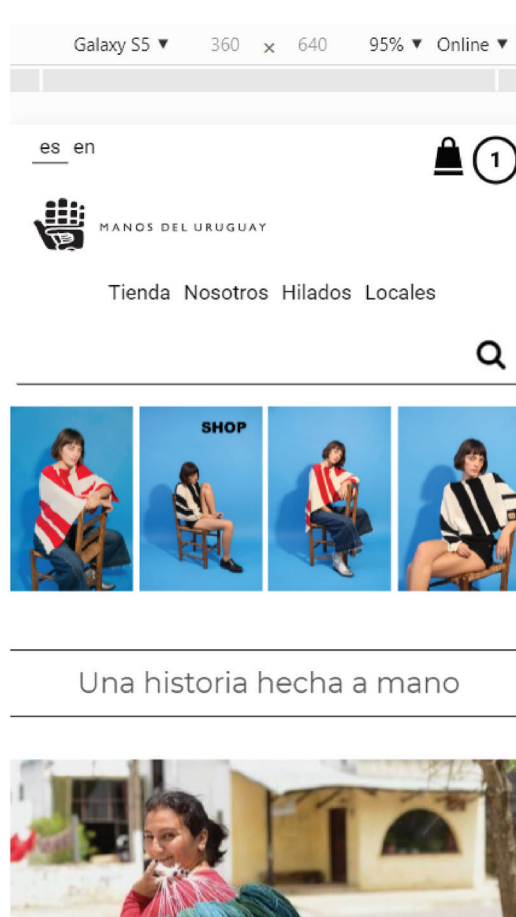 Galaxy S5 ▼ 360 × 640 95% ▼ Online ▼
es en
1
MANOS DEL URUGUAY
Tienda Nosotros Hilados Locales
SHOP
Una historia hecha a mano